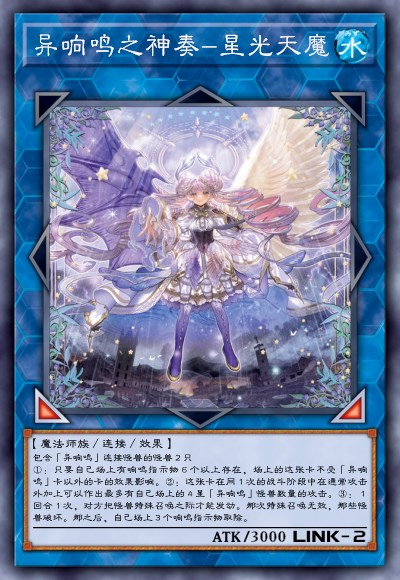 异响鸣之神奏-星光天魔
水
【魔法师族／连接／效果】
包含「异响鸣」连接怪兽的怪兽2只
①：只要自己场上有响鸣指示物6个以上存在，场上的这张卡不受「异响
鸣」卡以外的卡的效果影响。②：这张卡在同1次的战斗阶段中在通常攻击
外加上可以作出最多有自己场上的4星「异响鸣」怪兽数量的攻击。③：1
回合1次，对方把怪兽特殊召唤之际才能发动。那次特殊召唤无效，那些怪
兽破坏。那之后，自己场上3个响鸣指示物取除。
ATK/3000 LINK-2